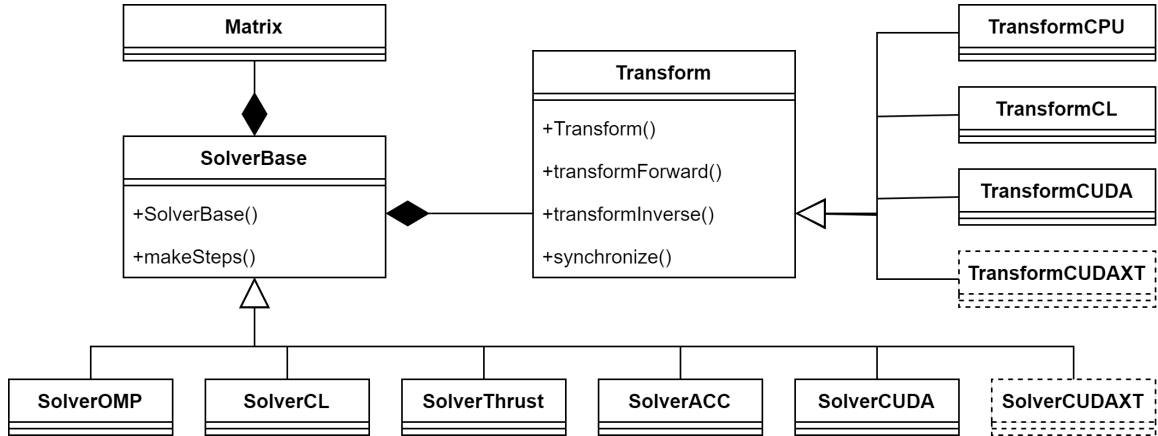 Matrix
SolverBase
+SolverBase()
+makeSteps()
Transform
+Transform()
+transformForward()
+transformInverse()
+synchronize()
TransformCPU
TransformCL
TransformCUDA
TransformCUDAXT
SolverOMP
SolverCL
SolverThrust
SolverACC
SolverCUDA
SolverCUDAXT